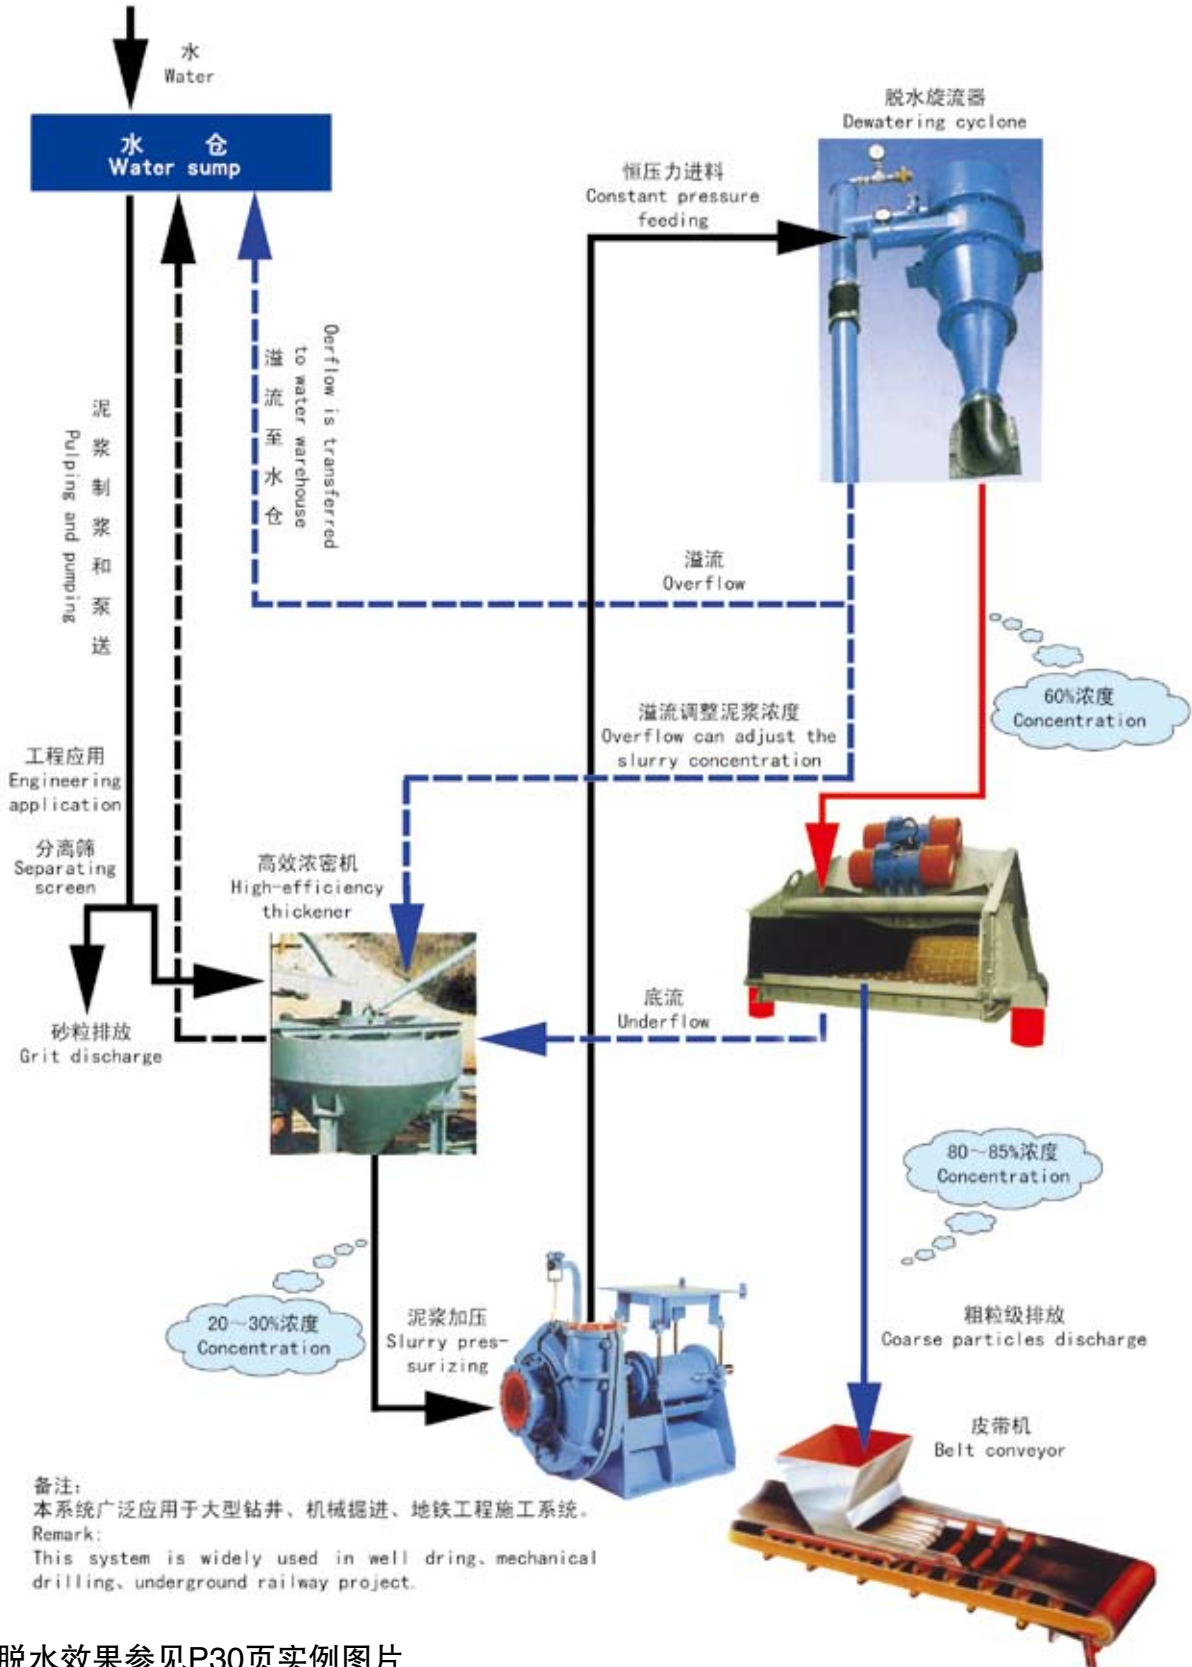 水
Water
水 仓
Water sump
脱水旋流器
Dewatering cyclone
恒压力进料
Constant pressure
feeding
Oerflow is transferred
to water warehouse
溢流至水仓
泥浆制浆和泵送
Pulping and pumping
溢流
Overflow
60%浓度
Concentration
溢流调整泥浆浓度
Overflow can adjust the
slurry concentration
工程应用
Engineering
application
分离筛
Separating
screen
高效浓密机
High-efficiency
thickener
底流
Underflow
砂粒排放
Grit discharge
80～85%浓度
Concentration
20～30%浓度
Concentration
泥浆加压
Slurry pres-
surizing
粗粒级排放
Coarse particles discharge
皮带机
Belt conveyor
备注：
本系统广泛应用于大型钻井、机械掘进、地铁工程施工系统。
Remark:
This system is widely used in well dring、mechanical
drilling、underground railway project.
脱水效果参见P30页实例图片